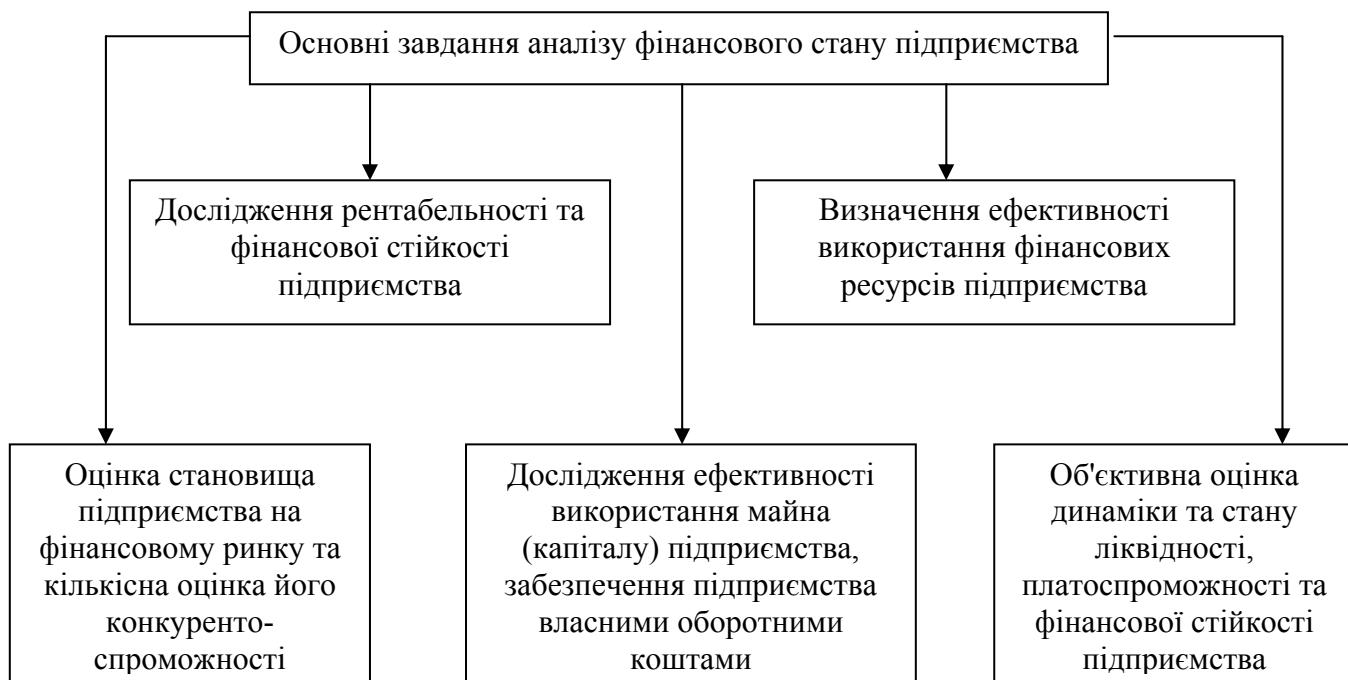 Основні завдання аналізу фінансового стану підприємства
Дослідження рентабельності та
фінансової стійкості
підприємства
Визначення ефективності
використання фінансових
ресурсів підприємства
Оцінка становища
підприємства на
фінансовому ринку та
кількісна оцінка його
конкуренто-
спроможності
Дослідження ефективності
використання майна
(капіталу) підприємства,
забезпечення підприємства
власними оборотними
коштами
Об'єктивна оцінка
динаміки та стану
ліквідності,
платоспроможності та
фінансової стійкості
підприємства